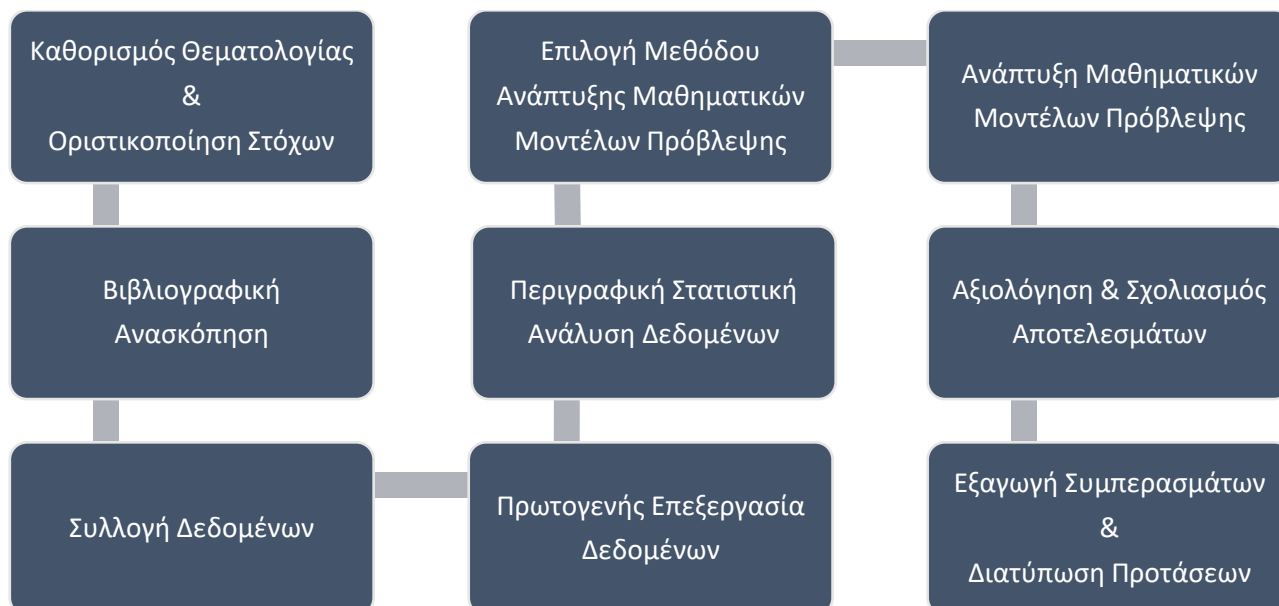 Καθορισμός Θεματολογίας
&
Οριστικοποίηση Στόχων
Βιβλιογραφική
Ανασκόπηση
Συλλογή Δεδομένων
Πρωτογενής Επεξεργασία
Δεδομένων
Περιγραφική Στατιστική
Ανάλυση Δεδομένων
Επιλογή Μεθόδου
Ανάπτυξης Μαθηματικών
Μοντέλων Πρόβλεψης
Ανάπτυξη Μαθηματικών
Μοντέλων Πρόβλεψης
Αξιολόγηση & Σχολιασμός
Αποτελεσμάτων
Εξαγωγή Συμπερασμάτων
&
Διατύπωση Προτάσεων